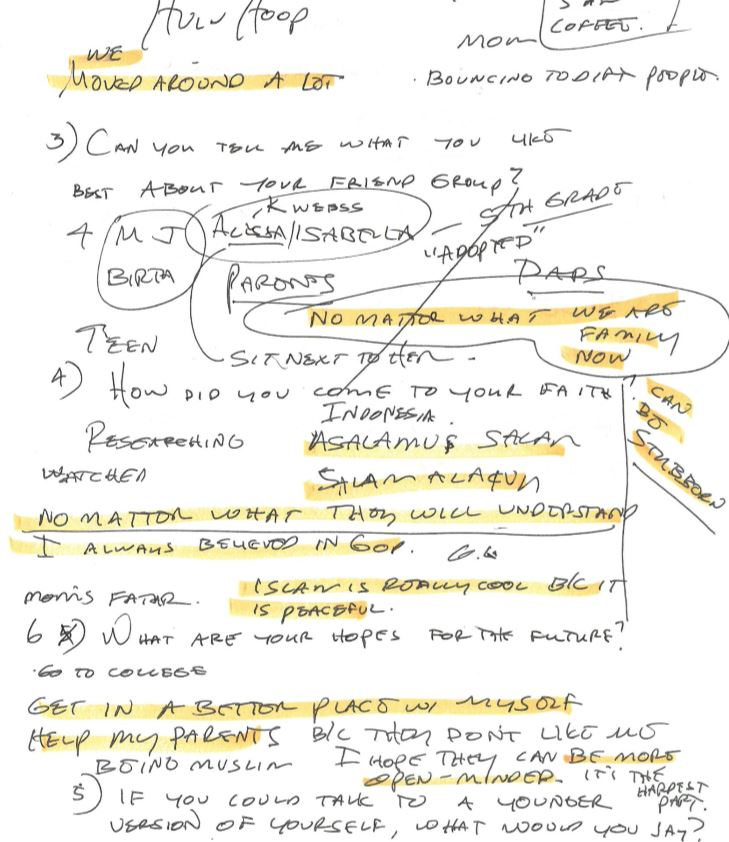 HULU HOOP
COFFEE.
MOM
WE
MOVED AROUND A LOT
· BOUNCING TO DIFF PEOPLE.
3) CAN YOU TELL ME WHAT YOU LIKE
BEST ABOUT YOUR FRIEND GROUP?
4 MJ ALISSA/ISABELLA — 5TH GRADE
BIRTA
"ADOPTED"
PARENTS DADS
NO MATTER WHAT WE ARE
FAMILY
NOW
TEEN
SIT NEXT TO HER -
4) HOW DID YOU COME TO YOUR FAITH?
CAN
BE
STUBBORN
INDONESIA.
RESEARCHING ASALAMUS SALAM
WATCHED SALAM ALAKUM
NO MATTER WHAT THEY WILL UNDERSTAND
I ALWAYS BELIEVED IN GOD.
MOM'S FATHR. ISLAM IS REALLY COOL B/C IT
IS PEACEFUL.
6 5) WHAT ARE YOUR HOPES FOR THE FUTURE?
· GO TO COLLEGE
GET IN A BETTER PLACE W/ MYSELF
HELP MY PARENTS B/C THEY DON'T LIKE ME
BEING MUSLIM I HOPE THEY CAN BE MORE
OPEN-MINDED. IT'S THE
HARDEST
PART.
5) IF YOU COULD TALK TO A YOUNGER
VERSION OF YOURSELF, WHAT WOULD YOU SAY?